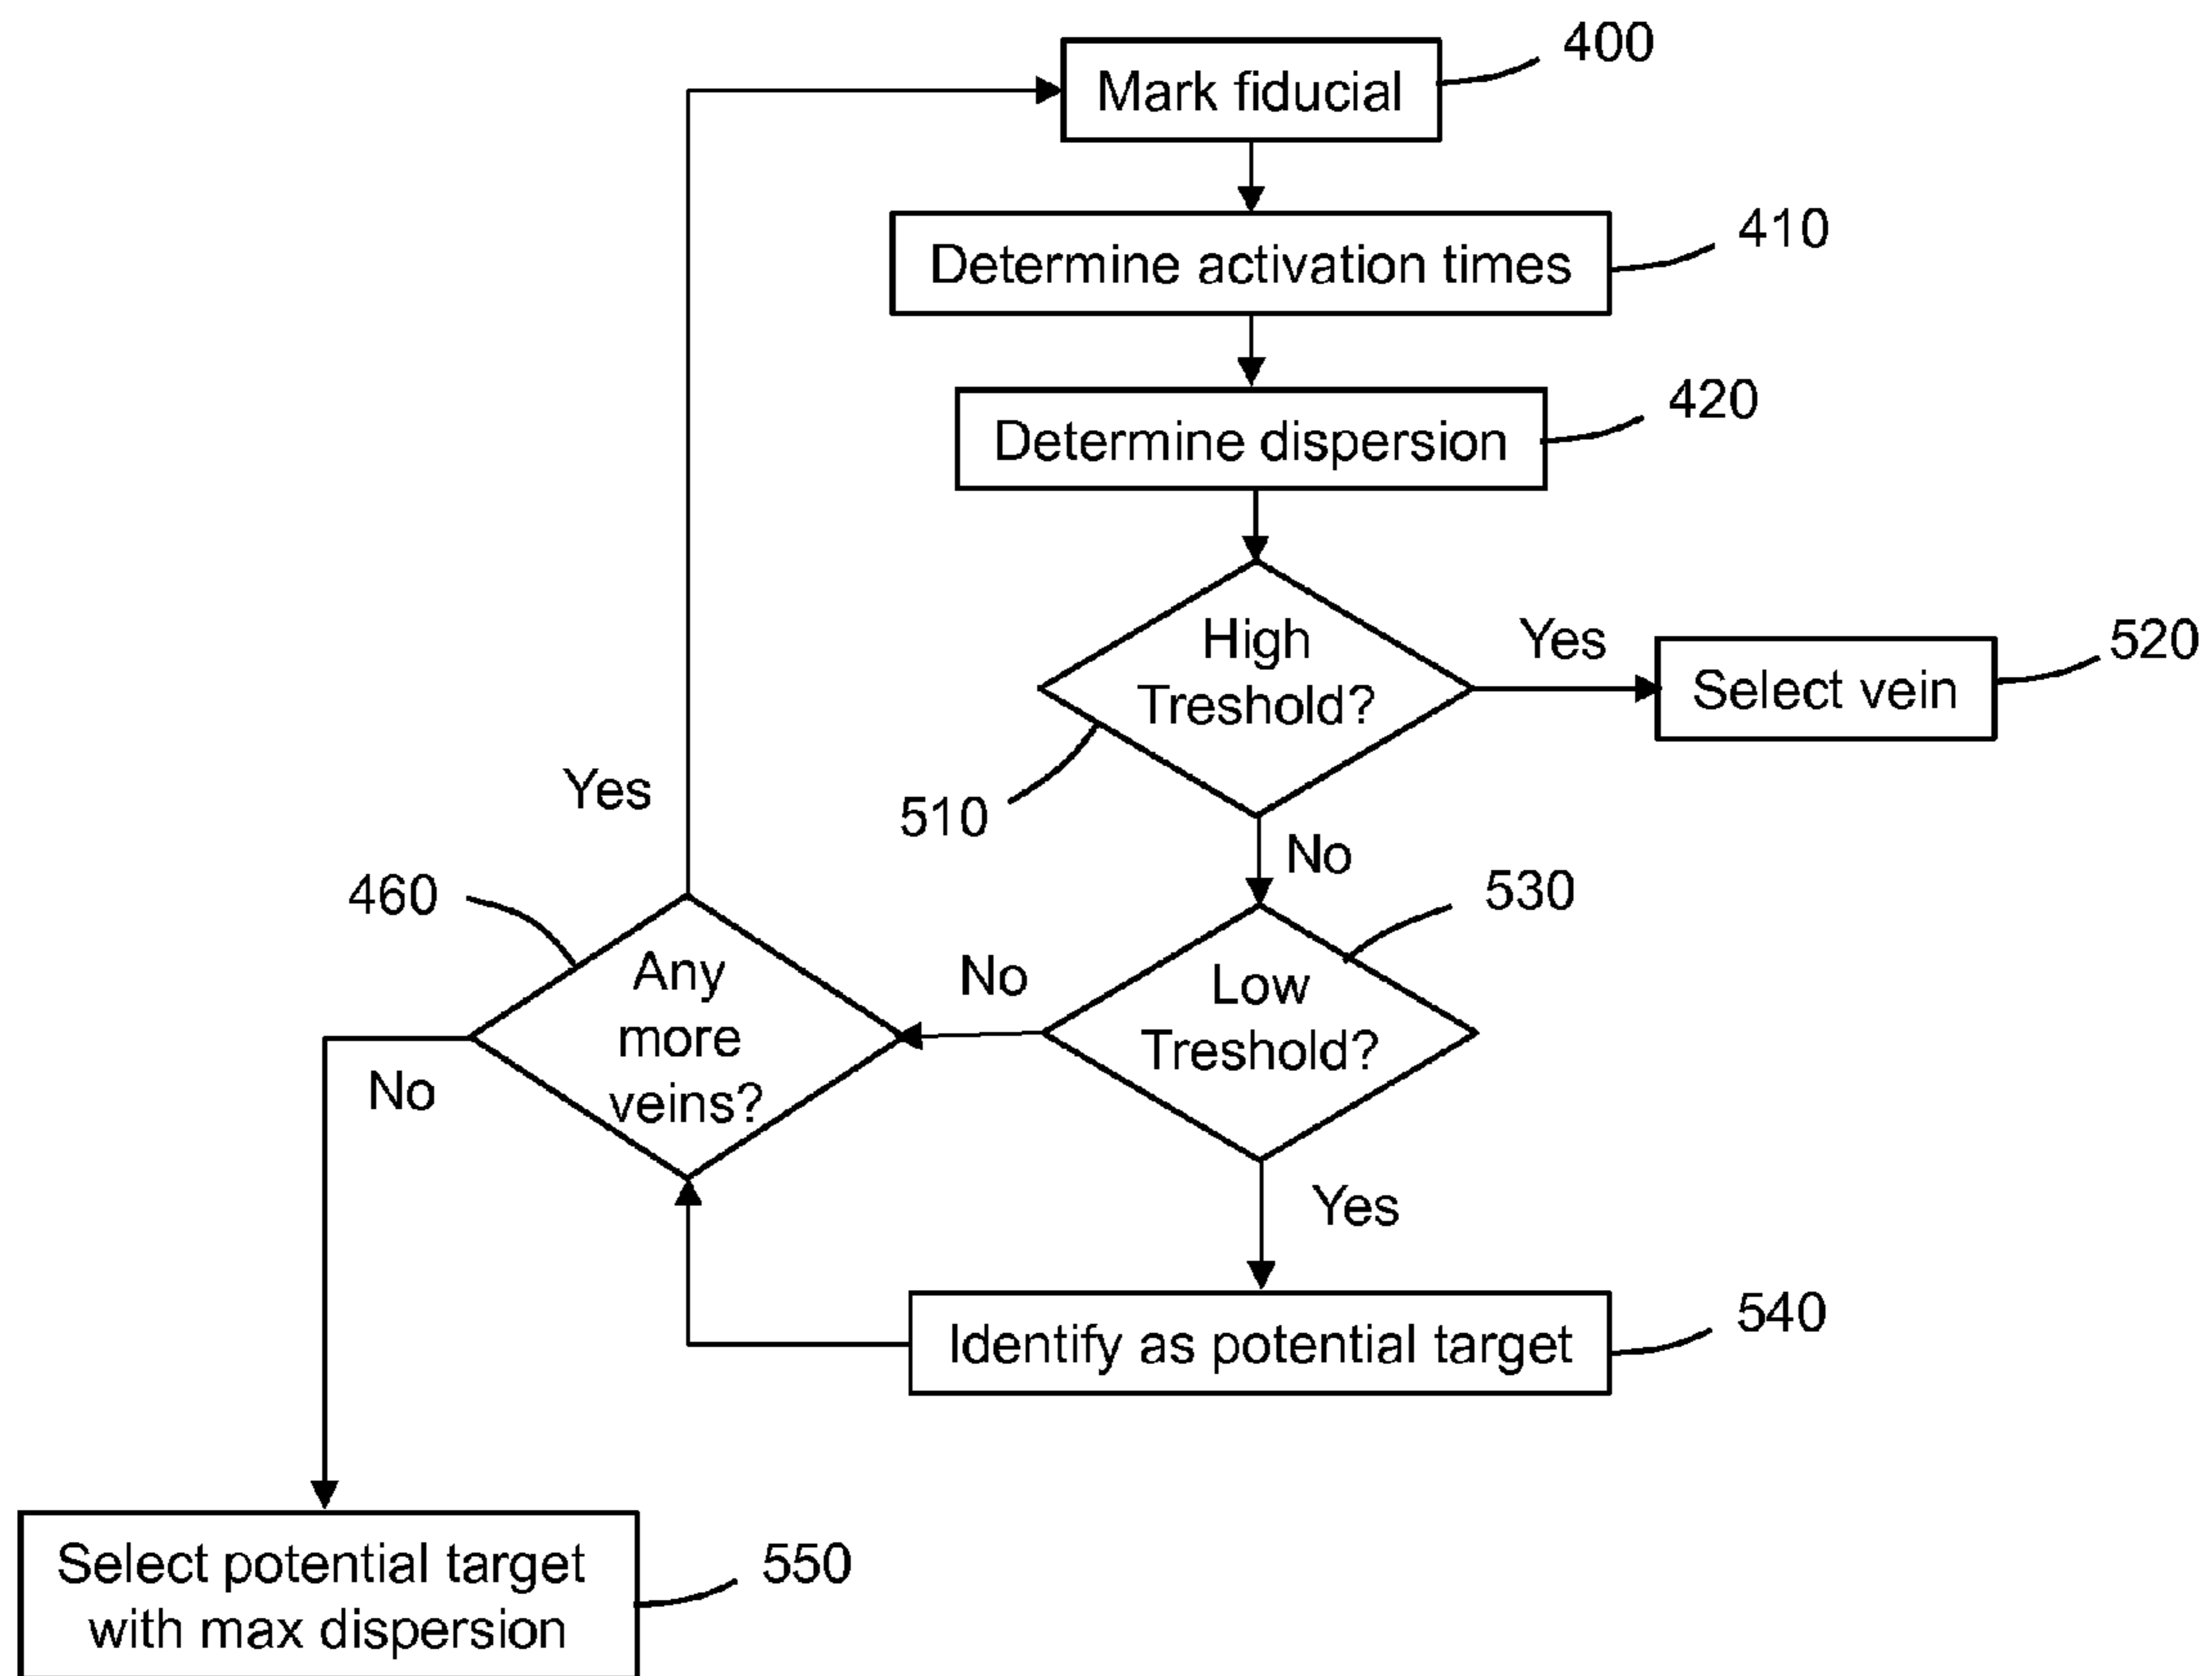 400
Mark fiducial
410
Determine activation times
420
Determine dispersion
High
Treshold?
Yes
520
Select vein
510
No
Yes
460
530
Any
more
veins?
No
Low
Treshold?
No
Yes
540
Identify as potential target
550
Select potential target
with max dispersion